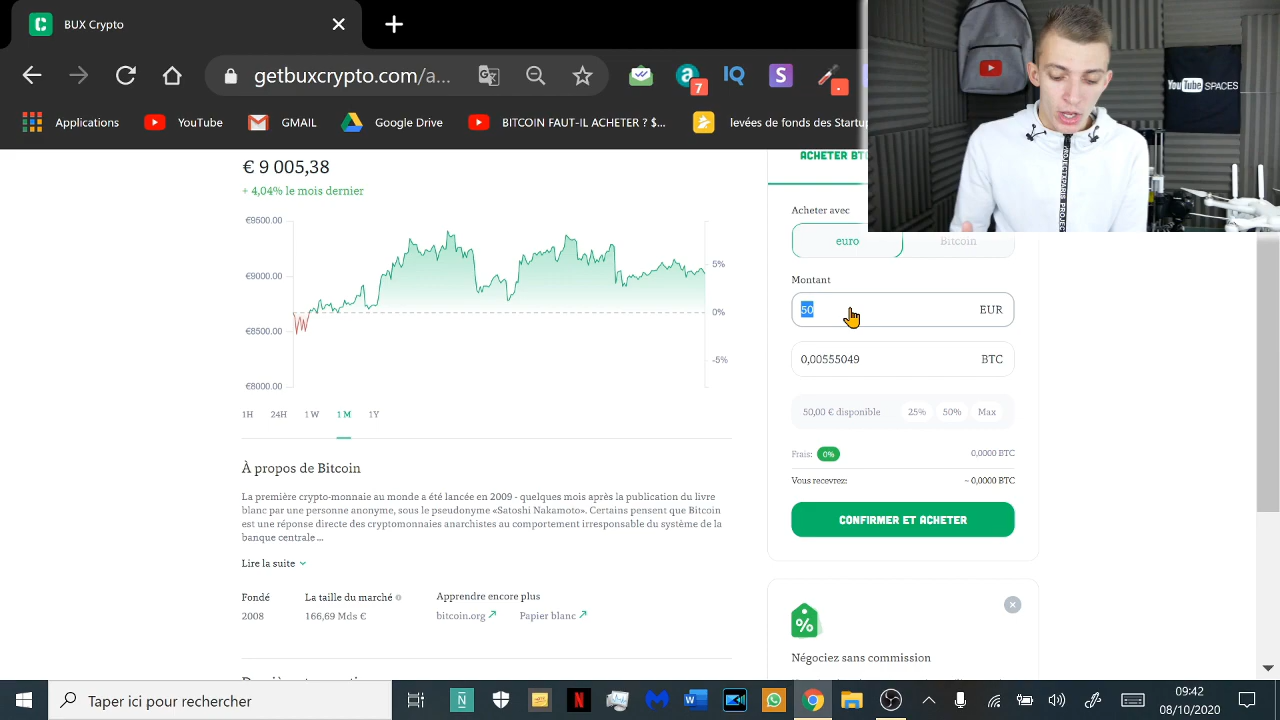 BUX Crypto
getbuxcrypto.com/a...
7
IQ
S
Applications
YouTube
GMAIL
Google Drive
BITCOIN FAUT-IL ACHETER ? $...
levées de fonds des Startu
YouTube SPACES
PROJECTXPARIS PROJEC
€ 9 005,38
+ 4,04% le mois dernier
€9500.00
€9000.00
€8500.00
€8000.00
5%
0%
-5%
1H 24H 1 W 1 M 1Y
À propos de Bitcoin
La première crypto-monnaie au monde a été lancée en 2009 - quelques mois après la publication du livre
blanc par une personne anonyme, sous le pseudonyme «Satoshi Nakamoto». Certains pensent que Bitcoin
est une réponse directe des cryptomonnaies anarchistes au comportement irresponsable du système de la
banque centrale ...
Lire la suite
Fondé
2008
La taille du marché
166,69 Mds €
Apprendre encore plus
bitcoin.org
Papier blanc
ACHETER BT
Acheter avec
euro
Bitcoin
Montant
50 EUR
0,00555049 BTC
50,00 € disponible 25% 50% Max
Frais: 0% 0,0000 BTC
Vous recevrez: ~ 0,0000 BTC
CONFIRMER ET ACHETER
%
Négociez sans commission
Taper ici pour rechercher
N
W
09:42
08/10/2020